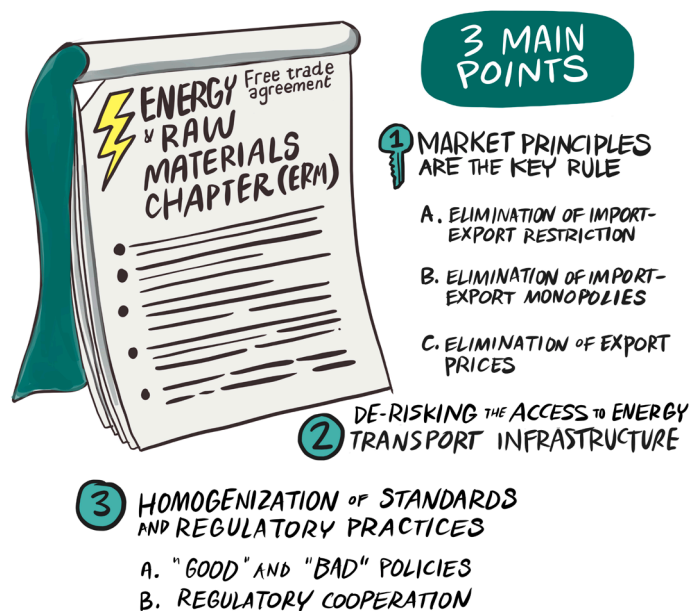 ENERGY
Free trade
agreement
& RAW
MATERIALS
CHAPTER (ERM)
3 MAIN
POINTS
1 MARKET PRINCIPLES
ARE THE KEY RULE
A. ELIMINATION OF IMPORT-
EXPORT RESTRICTION
B. ELIMINATION OF IMPORT-
EXPORT MONOPOLIES
C. ELIMINATION OF EXPORT
PRICES
2 DE-RISKING THE ACCESS TO ENERGY
TRANSPORT INFRASTRUCTURE
3 HOMOGENIZATION OF STANDARDS
AND REGULATORY PRACTICES
A. "GOOD" AND "BAD" POLICIES
B. REGULATORY COOPERATION